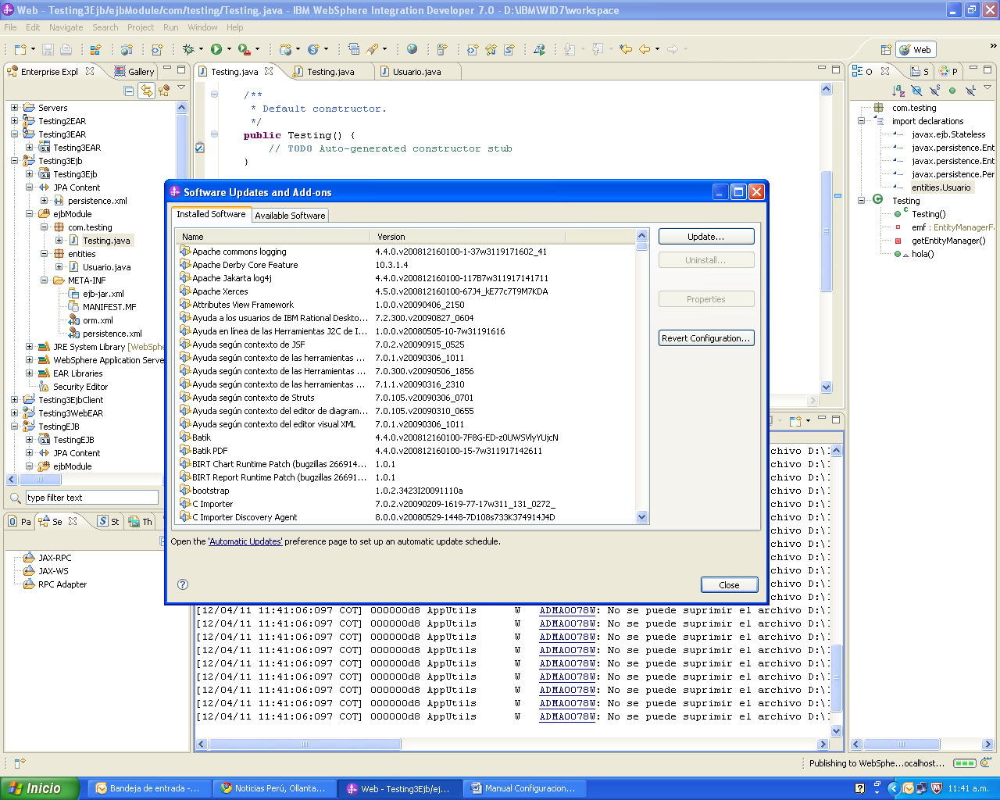 Web - Testing3Ejb/ejbModule/com/testing/Testing.java - IBM WebSphere Integration Developer 7.0 - D:\IBM\WID7\workspace
File Edit Navigate Search Project Run Window Help
Web
Enterprise Expl
Gallery
Servers
Testing2EAR
Testing3EAR
Testing3EAR
Testing3Ejb
Testing3Ejb
JPA Content
persistence.xml
ejbModule
com.testing
Testing.java
entities
Usuario.java
META-INF
ejb-jar.xml
MANIFEST.MF
orm.xml
persistence.xml
JRE System Library [WebSphe
WebSphere Application Serve
EAR Libraries
Security Editor
Testing3EjbClient
Testing3WebEAR
TestingEJB
TestingEJB
JPA Content
ejbModule
type filter text
Pa Se St Th
JAX-RPC
JAX-WS
RPC Adapter
Testing.java Testing.java Usuario.java
/**
* Default constructor.
*/
public Testing() {
// TODO Auto-generated constructor stub
}
O S P
com.testing
import declarations
javax.ejb.Stateless
javax.persistence.Ent
javax.persistence.Ent
javax.persistence.Per
entities.Usuario
Testing
Testing()
emf : EntityManagerF
getEntityManager()
hola()
Software Updates and Add-ons
Installed Software Available Software
Name Version
Apache commons logging 4.4.0.v200812160100-1-37w3119171602_41
Apache Derby Core Feature 10.3.1.4
Apache Jakarta log4j 4.4.0.v200812160100-117B7w311917141711
Apache Xerces 4.5.0.v200812160100-67J4_kE77c7T9M7KDA
Attributes View Framework 1.0.0.v20090406_2150
Ayuda a los usuarios de IBM Rational Deskto... 7.2.300.v20090827_0604
Ayuda en línea de las Herramientas J2C de I... 1.0.0.v20080505-10-7w31191616
Ayuda según contexto de JSF 7.0.2.v20090915_0525
Ayuda según contexto de las herramientas ... 7.0.1.v20090306_1011
Ayuda según contexto de las Herramientas ... 7.0.300.v20090506_1856
Ayuda según contexto de las herramientas ... 7.1.1.v20090316_2310
Ayuda según contexto de Struts 7.0.105.v20090306_0701
Ayuda según contexto del editor de diagram... 7.0.105.v20090310_0655
Ayuda según contexto del editor visual XML 7.0.1.v20090306_1011
Batik 4.4.0.v200812160100-7F8G-ED-z0UWSVlyYUjcN
Batik PDF 4.4.0.v200812160100-15-7w311917142611
BIRT Chart Runtime Patch (bugzillas 266914... 1.0.1
BIRT Report Runtime Patch (bugzillas 26691... 1.0.1
bootstrap 1.0.2.3423I20091110a
C Importer 7.0.2.v20090209-1619-77-17w311_131_0272_
C Importer Discovery Agent 8.0.0.v20080529-1448-7D108s733K374914J4D
Update...
Uninstall...
Properties
Revert Configuration...
Open the 'Automatic Updates' preference page to set up an automatic update schedule.
Close
chivo D:\I
chivo D:\I
chivo D:\I
chivo D:\I
chivo D:\I
chivo D:\I
chivo D:\I
chivo D:\I
chivo D:\I
chivo D:\I
chivo D:\I
chivo D:\I
[12/04/11 11:41:06:097 COT] 000000d8 AppUtils W ADMA0078W: No se puede suprimir el archivo D:\I
[12/04/11 11:41:06:097 COT] 000000d8 AppUtils W ADMA0078W: No se puede suprimir el archivo D:\I
[12/04/11 11:41:06:097 COT] 000000d8 AppUtils W ADMA0078W: No se puede suprimir el archivo D:\I
[12/04/11 11:41:06:097 COT] 000000d8 AppUtils W ADMA0078W: No se puede suprimir el archivo D:\I
[12/04/11 11:41:06:097 COT] 000000d8 AppUtils W ADMA0078W: No se puede suprimir el archivo D:\I
[12/04/11 11:41:06:097 COT] 000000d8 AppUtils W ADMA0078W: No se puede suprimir el archivo D:\I
[12/04/11 11:41:06:097 COT] 000000d8 AppUtils W ADMA0078W: No se puede suprimir el archivo D:\I
[12/04/11 11:41:06:097 COT] 000000d8 AppUtils W ADMA0078W: No se puede suprimir el archivo D:\I
[12/04/11 11:41:06:097 COT] 000000d8 AppUtils W ADMA0078W: No se puede suprimir el archivo D:\I
Publishing to WebSphe...ocalhost...
Inicio
Bandeja de entrada -...
Noticias Perú, Ollanta...
Web - Testing3Ejb/ej...
Manual Configuracion...
11:41 a.m.